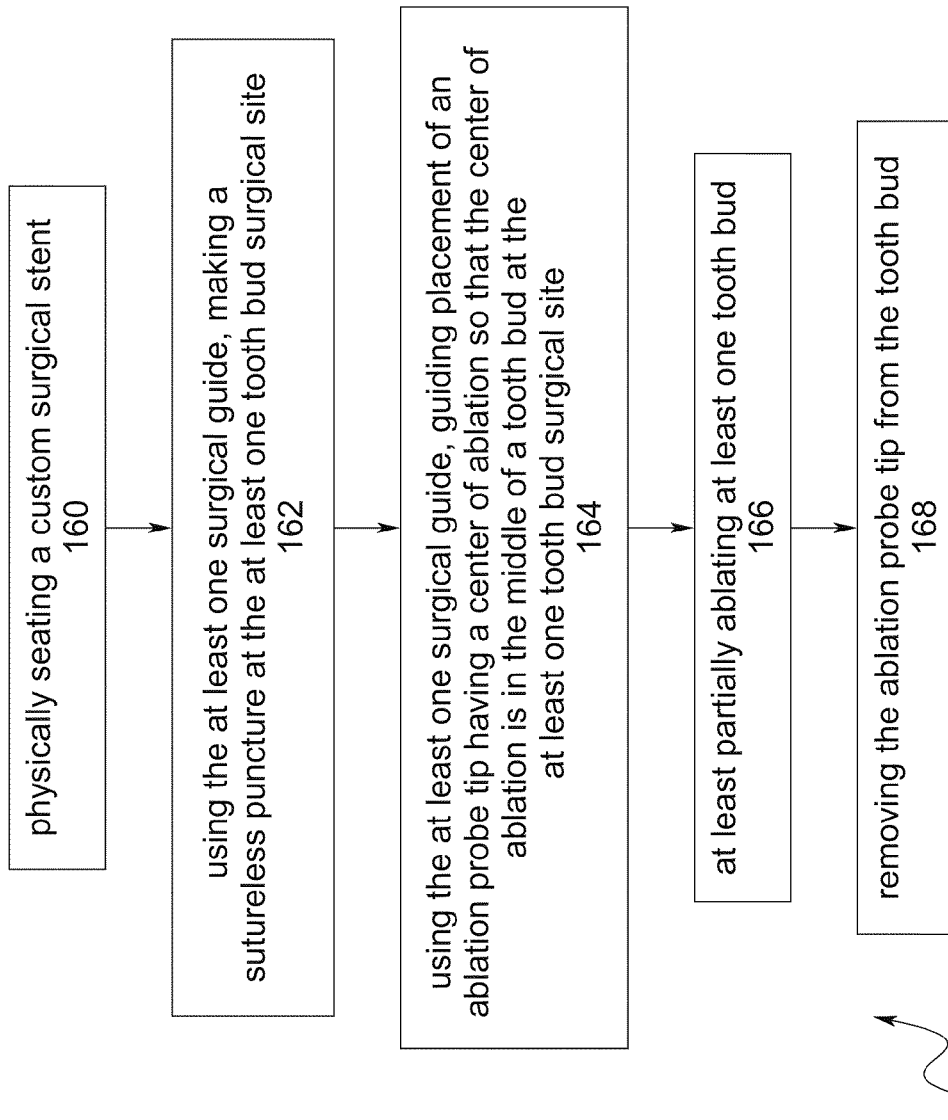 physically seating a custom surgical stent
160
using the at least one surgical guide, making a
sutureless puncture at the at least one tooth bud surgical site
162
using the at least one surgical guide, guiding placement of an
ablation probe tip having a center of ablation so that the center of
ablation is in the middle of a tooth bud at the
at least one tooth bud surgical site
164
at least partially ablating at least one tooth bud
166
removing the ablation probe tip from the tooth bud
168